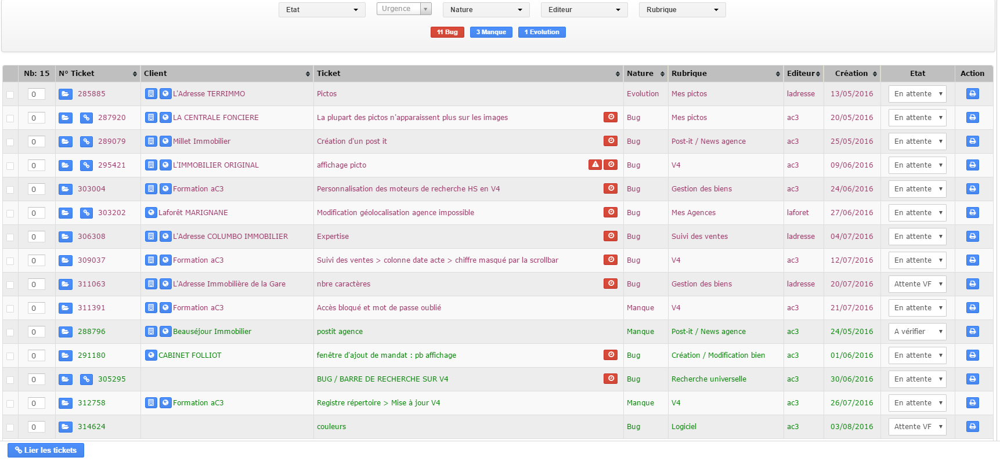 Etat Urgence Nature Editeur Rubrique
11 Bug 3 Manque 1 Evolution
Nb: 15 N° Ticket Client Ticket Nature Rubrique Editeur Création Etat Action
0 285885 L'Adresse TERRIMMO Pictos Evolution Mes pictos ladresse 13/05/2016 En attente
0 287920 LA CENTRALE FONCIERE La plupart des pictos n'apparaissent plus sur les images Bug Mes pictos ac3 20/05/2016 En attente
0 289079 Millet Immobilier Création d'un post it Bug Post-it / News agence ac3 25/05/2016 En attente
0 295421 L'IMMOBILIER ORIGINAL affichage picto Bug V4 ac3 09/06/2016 En attente
0 303004 Formation aC3 Personnalisation des moteurs de recherche HS en V4 Bug Gestion des biens ac3 24/06/2016 En attente
0 303202 Laforêt MARIGNANE Modification géolocalisation agence impossible Bug Mes Agences laforet 27/06/2016 En attente
0 306308 L'Adresse COLUMBO IMMOBILIER Expertise Bug Suivi des ventes ladresse 04/07/2016 En attente
0 309037 Formation aC3 Suivi des ventes > colonne date acte > chiffre masqué par la scrollbar Bug V4 ac3 12/07/2016 En attente
0 311063 L'Adresse Immobilière de la Gare nbre caractères Bug Gestion des biens ladresse 20/07/2016 Attente VF
0 311391 Formation aC3 Accès bloqué et mot de passe oublié Manque V4 ac3 21/07/2016 En attente
0 288796 Beauséjour Immobilier postit agence Manque Post-it / News agence ac3 24/05/2016 A vérifier
0 291180 CABINET FOLLIOT fenêtre d'ajout de mandat : pb affichage Bug Création / Modification bien ac3 01/06/2016 En attente
0 305295 BUG / BARRE DE RECHERCHE SUR V4 Bug Recherche universelle ac3 30/06/2016 En attente
0 312758 Formation aC3 Registre répertoire > Mise à jour V4 Manque V4 ac3 26/07/2016 En attente
0 314624 couleurs Bug Logiciel ac3 03/08/2016 Attente VF
Lier les tickets